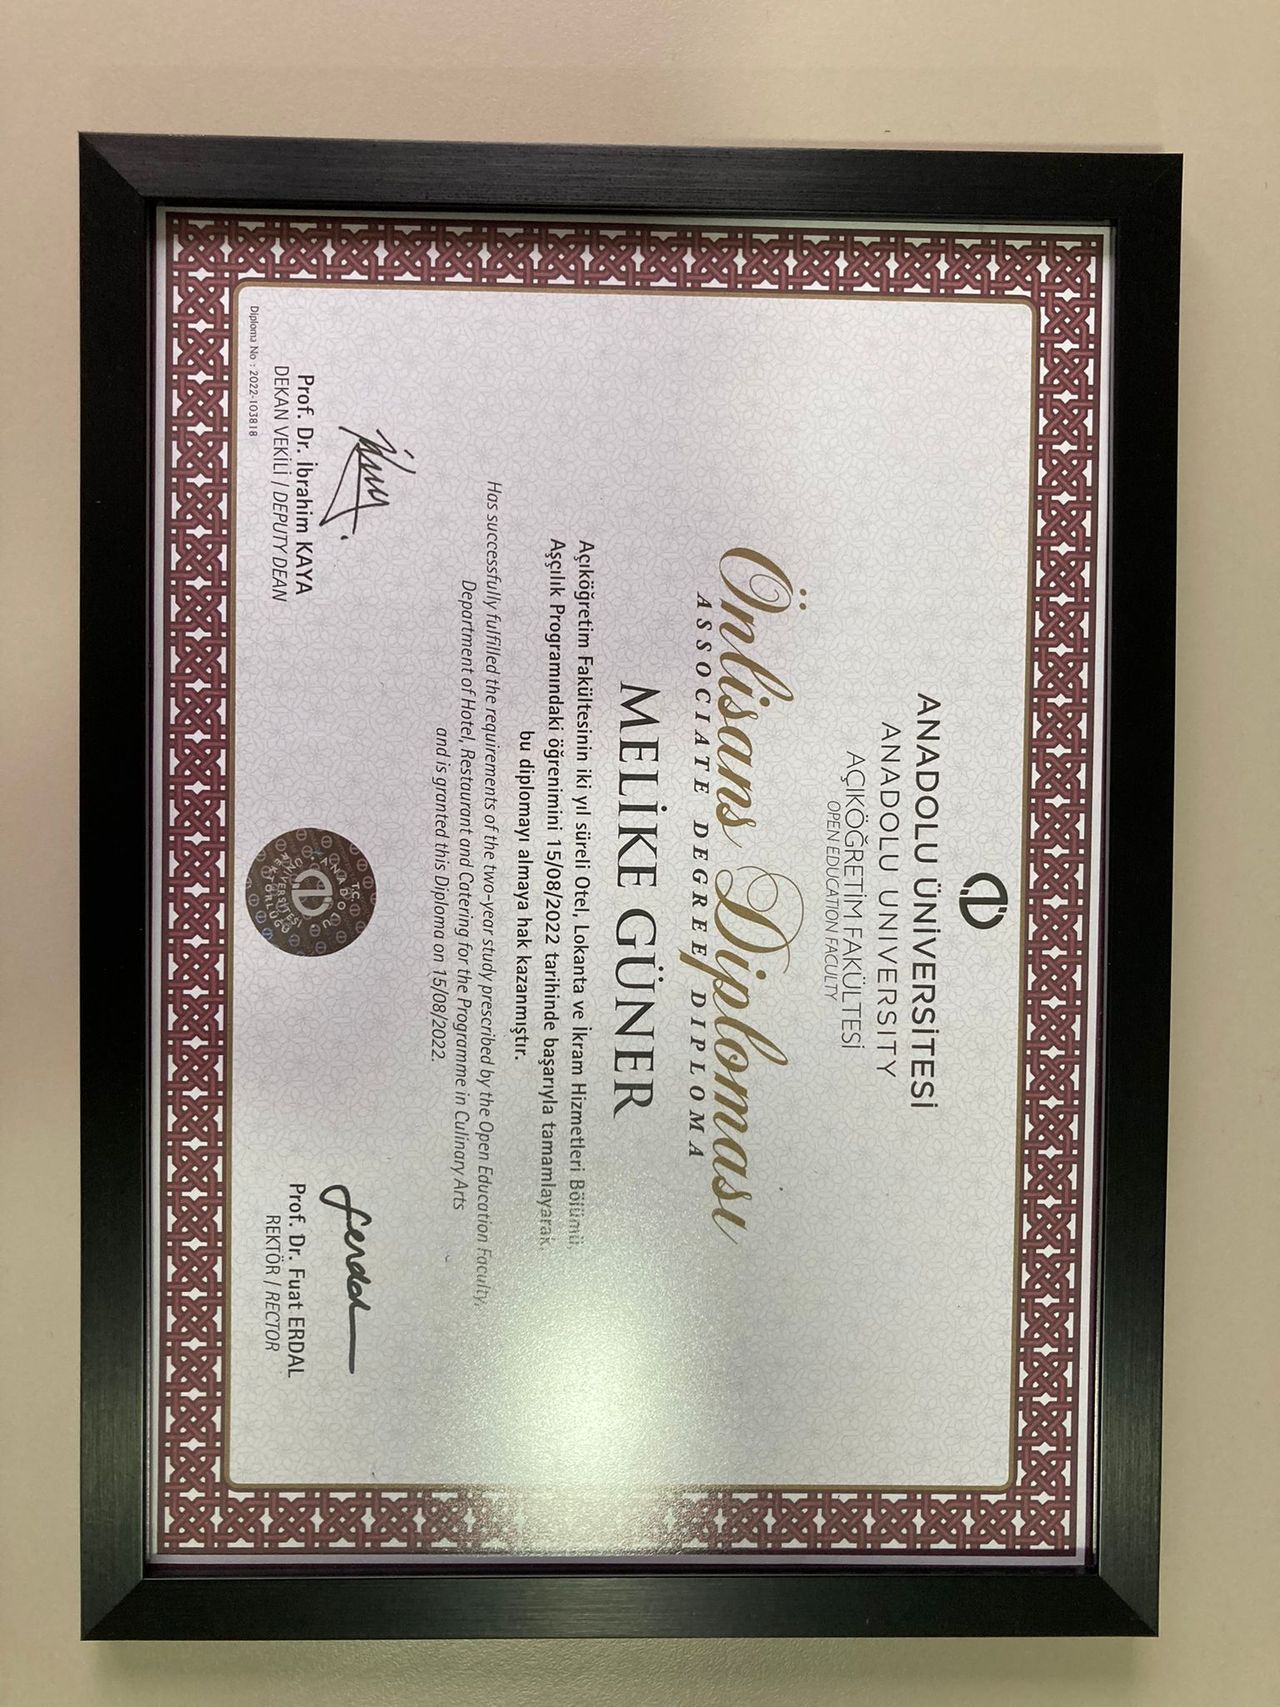 ANADOLU ÜNİVERSİTESİ
ANADOLU UNIVERSITY
AÇIKÖĞRETİM FAKÜLTESİ
OPEN EDUCATION FACULTY
Önlisans Diploması
ASSOCIATE DEGREE DIPLOMA
MELİKE GÜNER
Açıköğretim Fakültesinin iki yıl süreli Otel, Lokanta ve İkram Hizmetleri Bölümü,
Aşçılık Programındaki öğrenimini 15/08/2022 tarihinde başarıyla tamamlayarak,
bu diplomayı almaya hak kazanmıştır.
Has successfully fulfilled the requirements of the two-year study prescribed by the Open Education Faculty,
Department of Hotel, Restaurant and Catering for the Programme in Culinary Arts
and is granted this Diploma on 15/08/2022.
Prof. Dr. İbrahim KAYA
DEKAN VEKİLİ / DEPUTY DEAN
T.C.
ANADOLU
ÜNİVERSİTESİ
REKTÖRLÜĞÜ
Prof. Dr. Fuat ERDAL
REKTÖR / RECTOR
Diploma No : 2022-103818